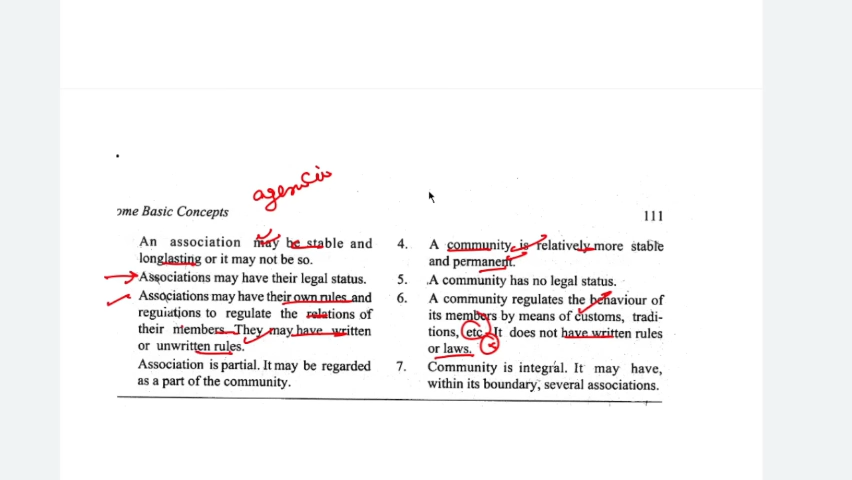 ome Basic Concepts
111
An association may be stable and
longlasting or it may not be so.
Associations may have their legal status.
Associations may have their own rules and
regulations to regulate the relations of
their members. They may have written
or unwritten rules.
Association is partial. It may be regarded
as a part of the community.
4. A community is relatively more stable
and permanent.
5. A community has no legal status.
6. A community regulates the behaviour of
its members by means of customs, tradi-
tions, etc. It does not have written rules
or laws.
7. Community is integral. It may have,
within its boundary, several associations.